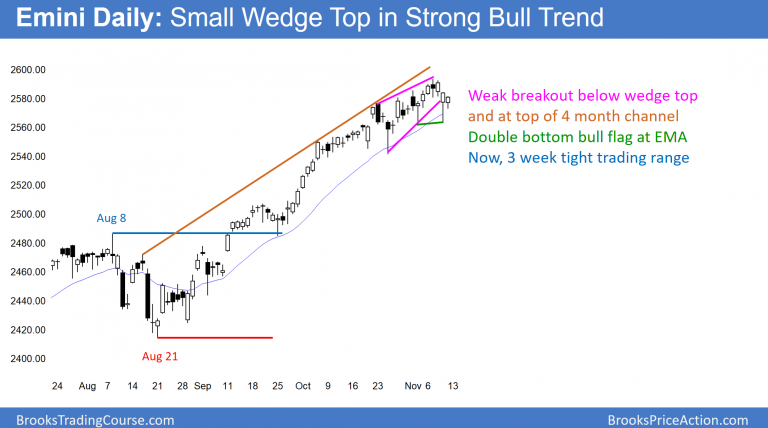 Emini Daily: Small Wedge Top in Strong Bull Trend
2600.00
2580.00
2560.00
2540.00
2520.00
2500.00
2480.00
2460.00
2440.00
2420.00
2400.00
Weak breakout below wedge top
and at top of 4 month channel
Double bottom bull flag at EMA
Now, 3 week tight trading range
Aug 8
Aug 21
24 Aug 7 14 21 28 Sep 11 18 25 Oct 9 16 23 Nov 6 13
BrooksTradingCourse.com BrooksPriceAction.com